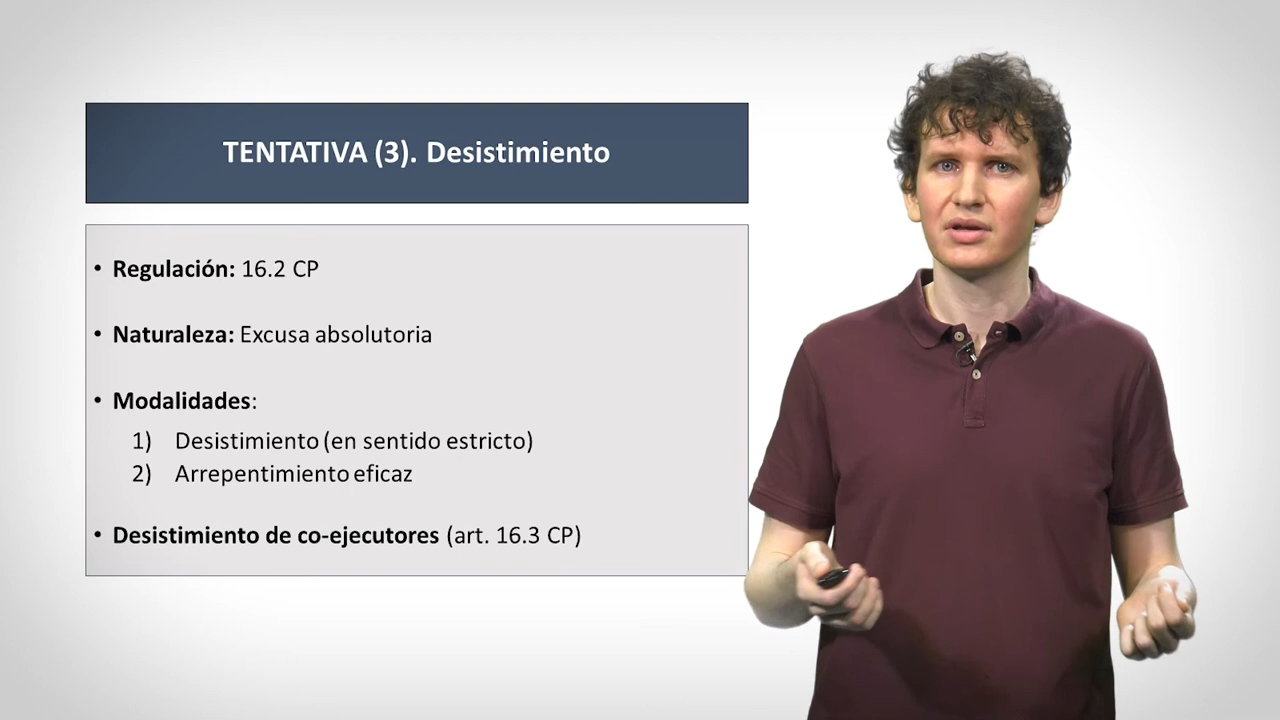 TENTATIVA (3). Desistimiento
• Regulación: 16.2 CP
• Naturaleza: Excusa absolutoria
• Modalidades:
1) Desistimiento (en sentido estricto)
2) Arrepentimiento eficaz
• Desistimiento de co-ejecutores (art. 16.3 CP)